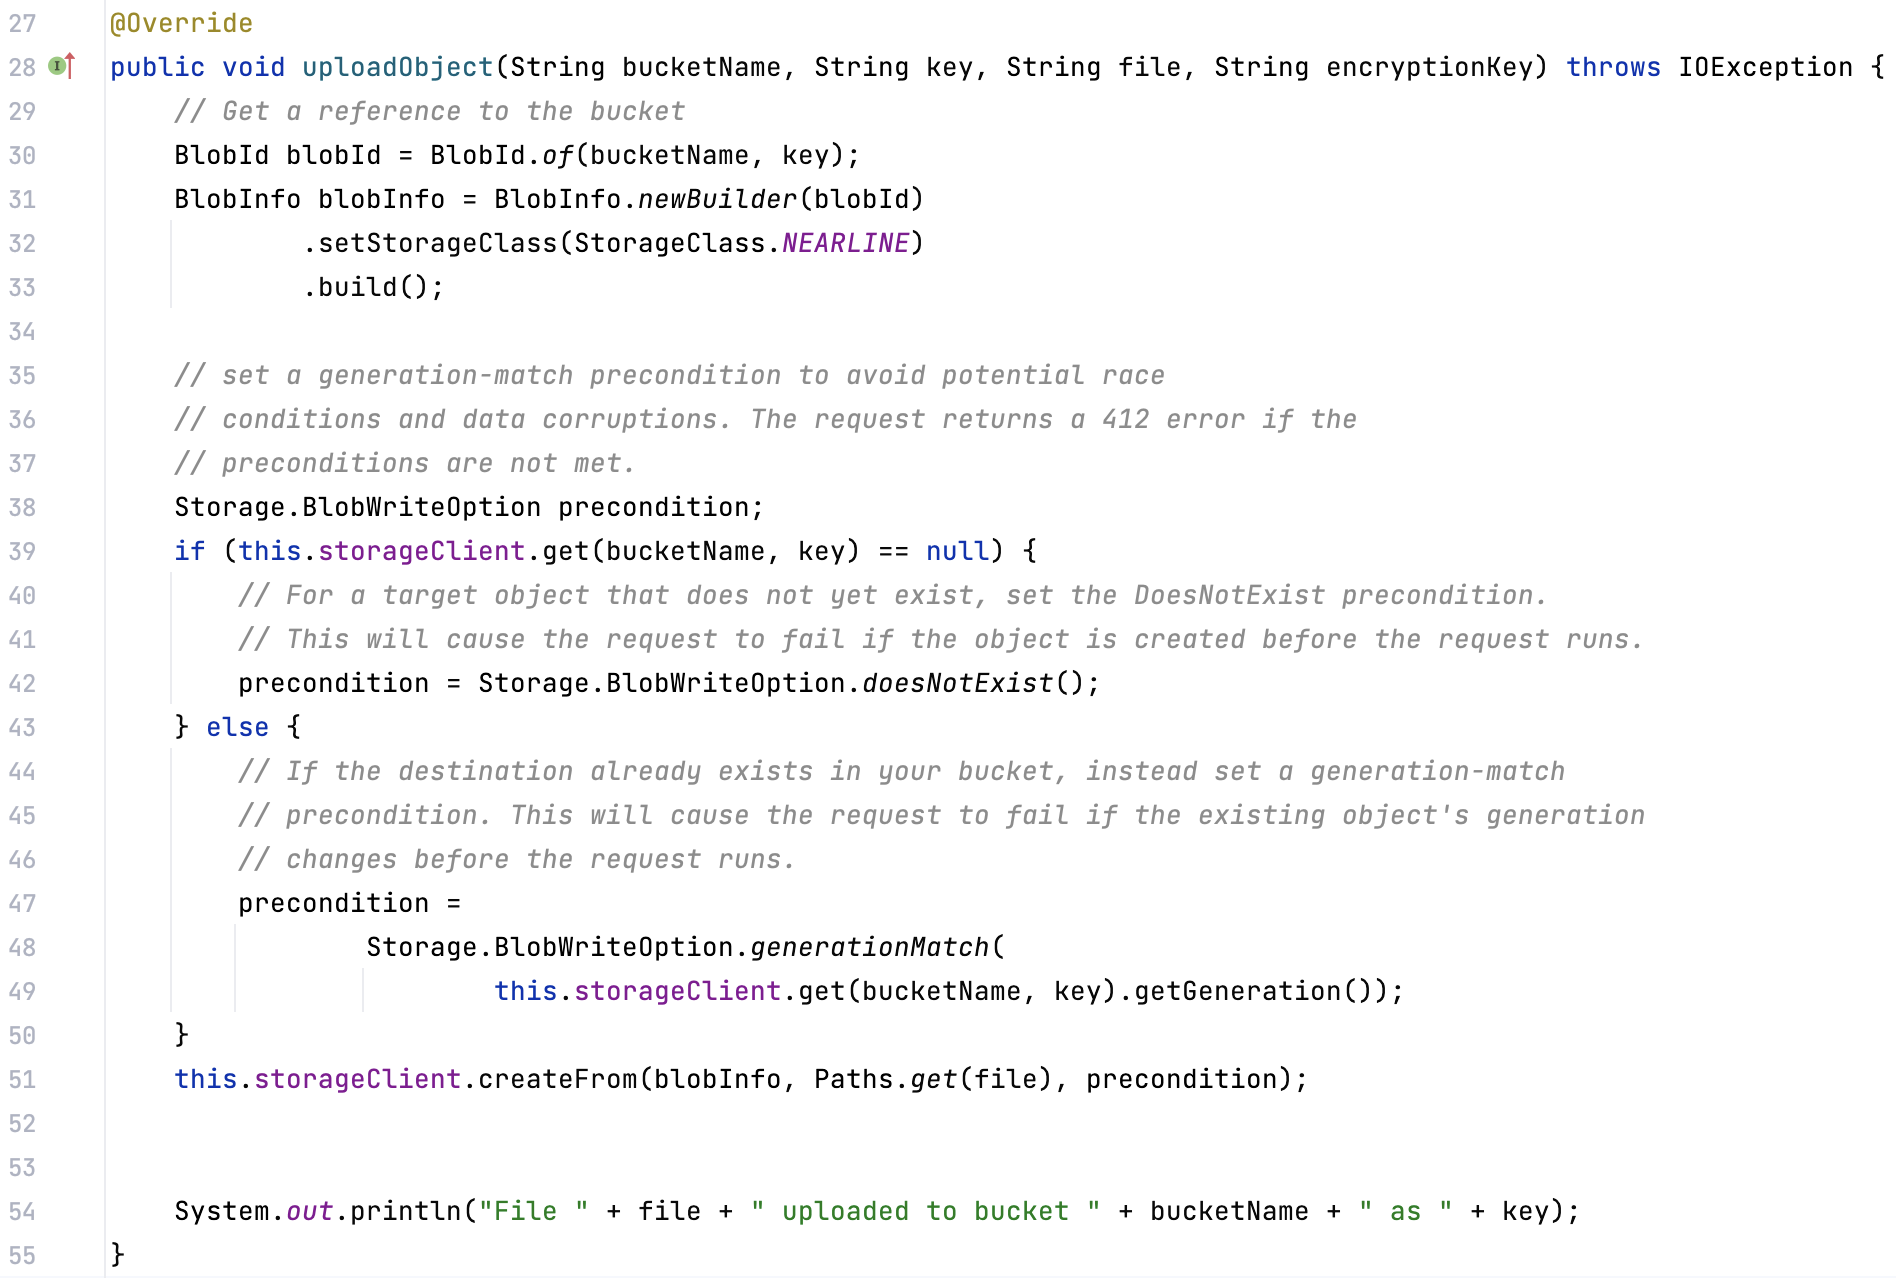 27 @Override
28 public void uploadObject(String bucketName, String key, String file, String encryptionKey) throws IOException {
29 // Get a reference to the bucket
30 BlobId blobId = BlobId.of(bucketName, key);
31 BlobInfo blobInfo = BlobInfo.newBuilder(blobId)
32 .setStorageClass(StorageClass.NEARLINE)
33 .build();
34
35 // set a generation-match precondition to avoid potential race
36 // conditions and data corruptions. The request returns a 412 error if the
37 // preconditions are not met.
38 Storage.BlobWriteOption precondition;
39 if (this.storageClient.get(bucketName, key) == null) {
40 // For a target object that does not yet exist, set the DoesNotExist precondition.
41 // This will cause the request to fail if the object is created before the request runs.
42 precondition = Storage.BlobWriteOption.doesNotExist();
43 } else {
44 // If the destination already exists in your bucket, instead set a generation-match
45 // precondition. This will cause the request to fail if the existing object's generation
46 // changes before the request runs.
47 precondition =
48 Storage.BlobWriteOption.generationMatch(
49 this.storageClient.get(bucketName, key).getGeneration());
50 }
51 this.storageClient.createFrom(blobInfo, Paths.get(file), precondition);
52
53
54 System.out.println("File " + file + " uploaded to bucket " + bucketName + " as " + key);
55 }